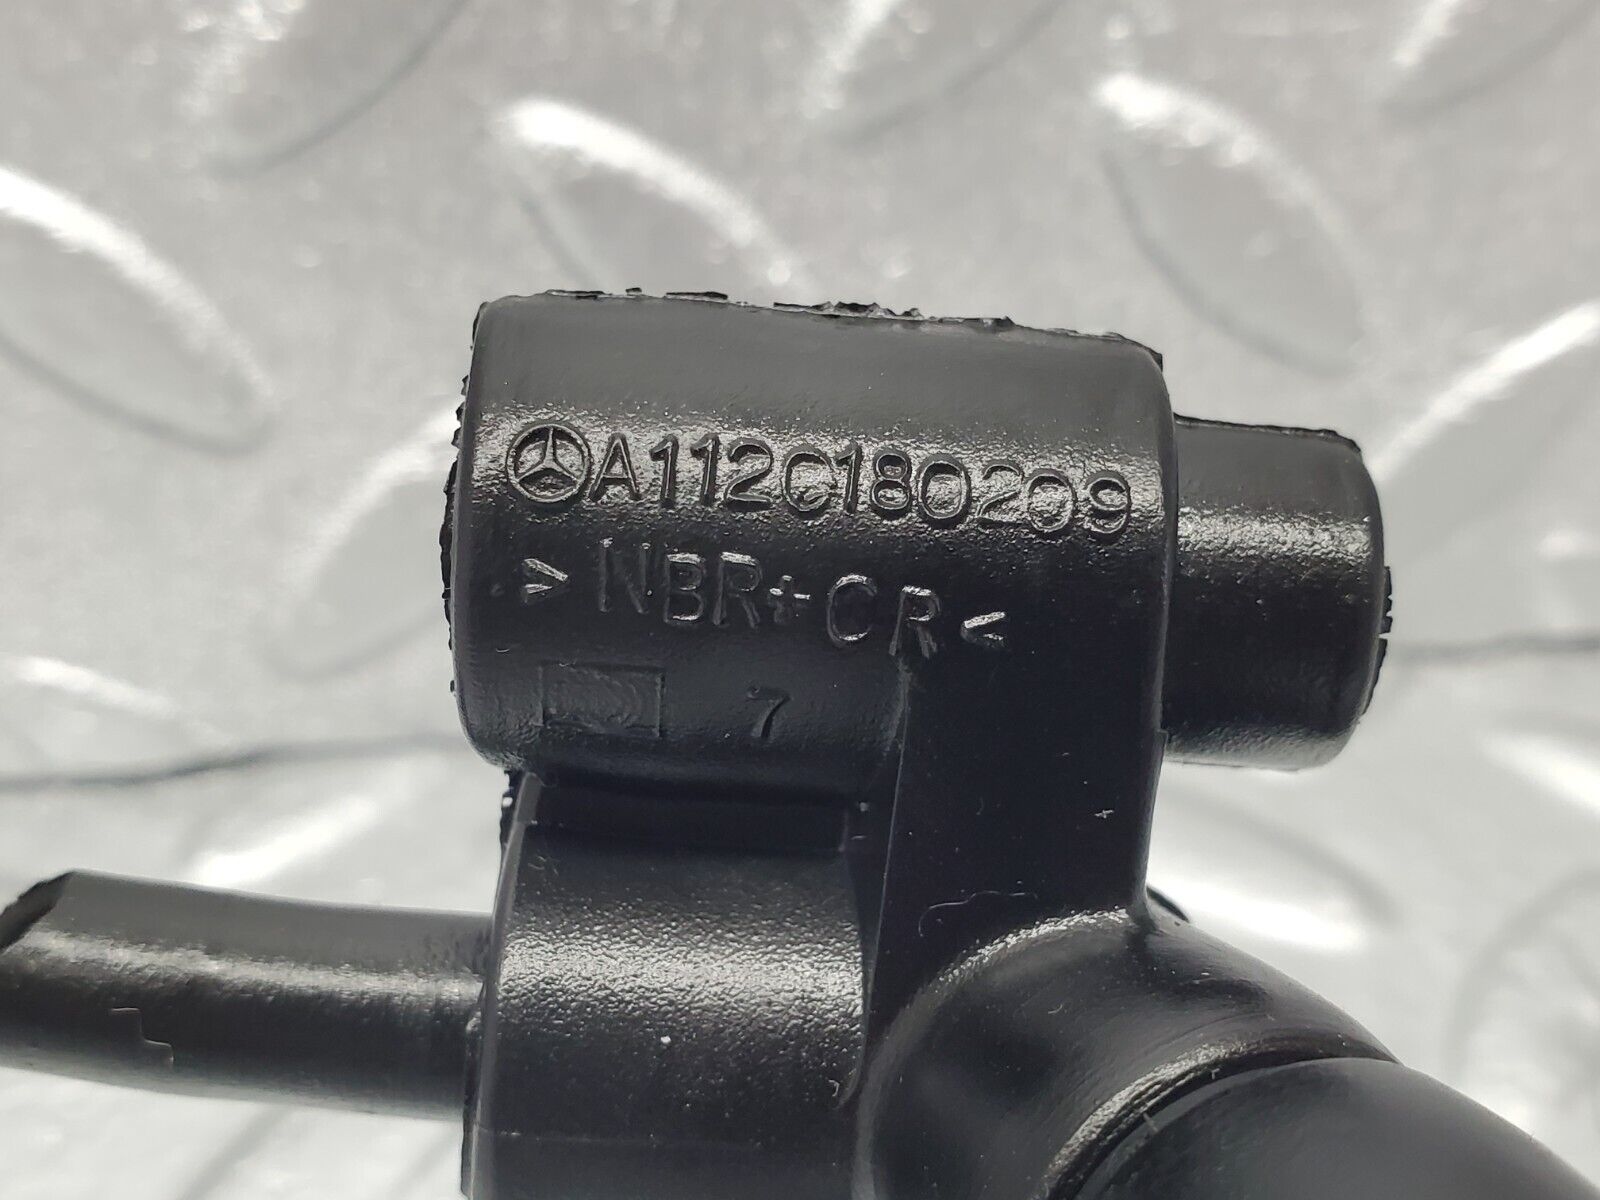 A112C180209
> NBR+CR <
7